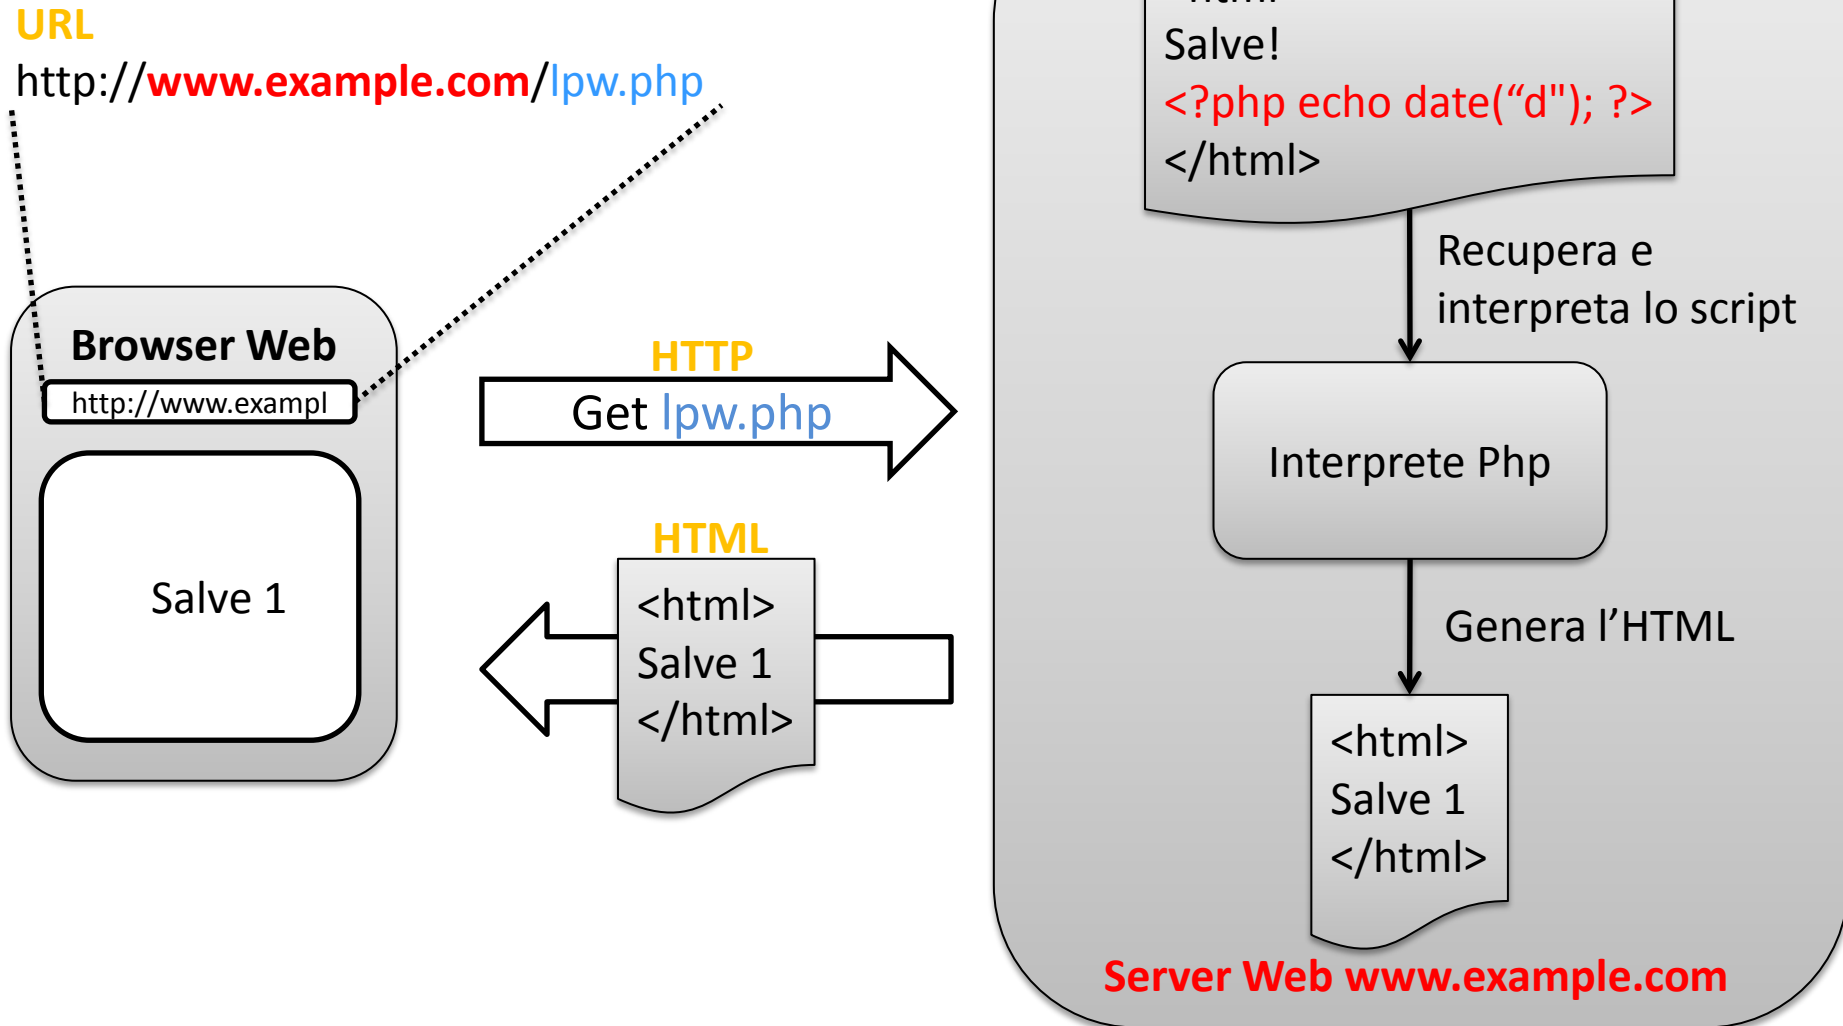 URL
http://www.example.com/lpw.php
Browser Web
http://www.exampl
Salve 1
HTTP
Get lpw.php
HTML
<html>
Salve 1
</html>
Salve!
<?php echo date(“d"); ?>
</html>
Recupera e
interpreta lo script
Interprete Php
Genera l’HTML
<html>
Salve 1
</html>
Server Web www.example.com